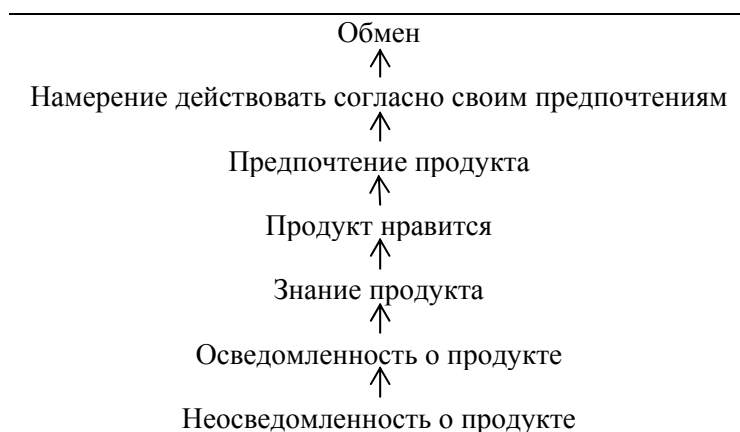 Обмен
Намерение действовать согласно своим предпочтениям
Предпочтение продукта
Продукт нравится
Знание продукта
Осведомленность о продукте
Неосведомленность о продукте